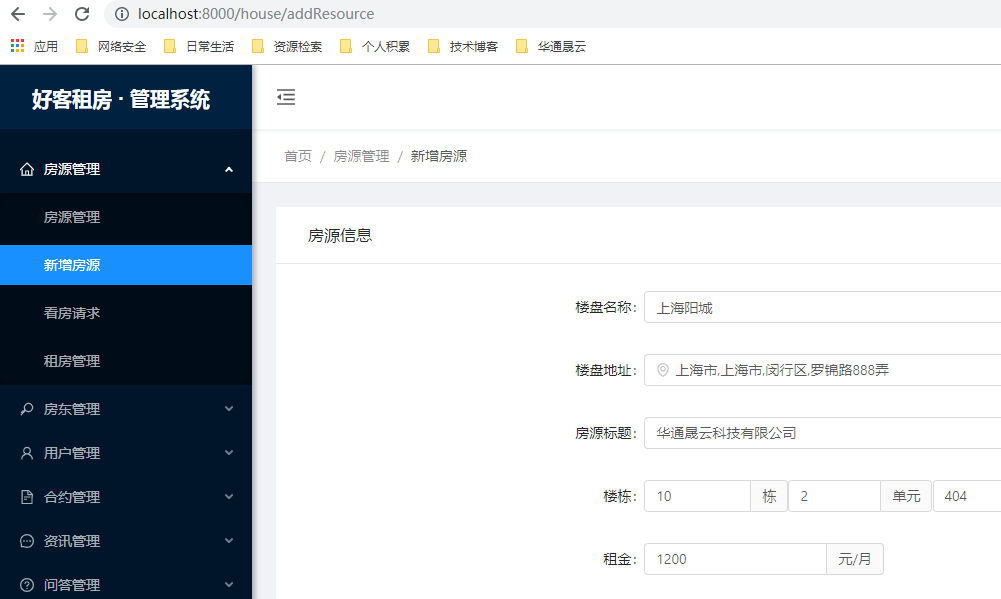 localhost:8000/house/addResource
应用 网络安全 日常生活 资源检索 个人积累 技术博客 华通晟云
好客租房 · 管理系统
房源管理
房源管理
新增房源
看房请求
租房管理
房东管理
用户管理
合约管理
资讯管理
问答管理
首页 / 房源管理 / 新增房源
房源信息
楼盘名称: 上海阳城
楼盘地址: 上海市,上海市,闵行区,罗锦路888弄
房源标题: 华通晟云科技有限公司
楼栋: 10 栋 2 单元 404
租金: 1200 元/月